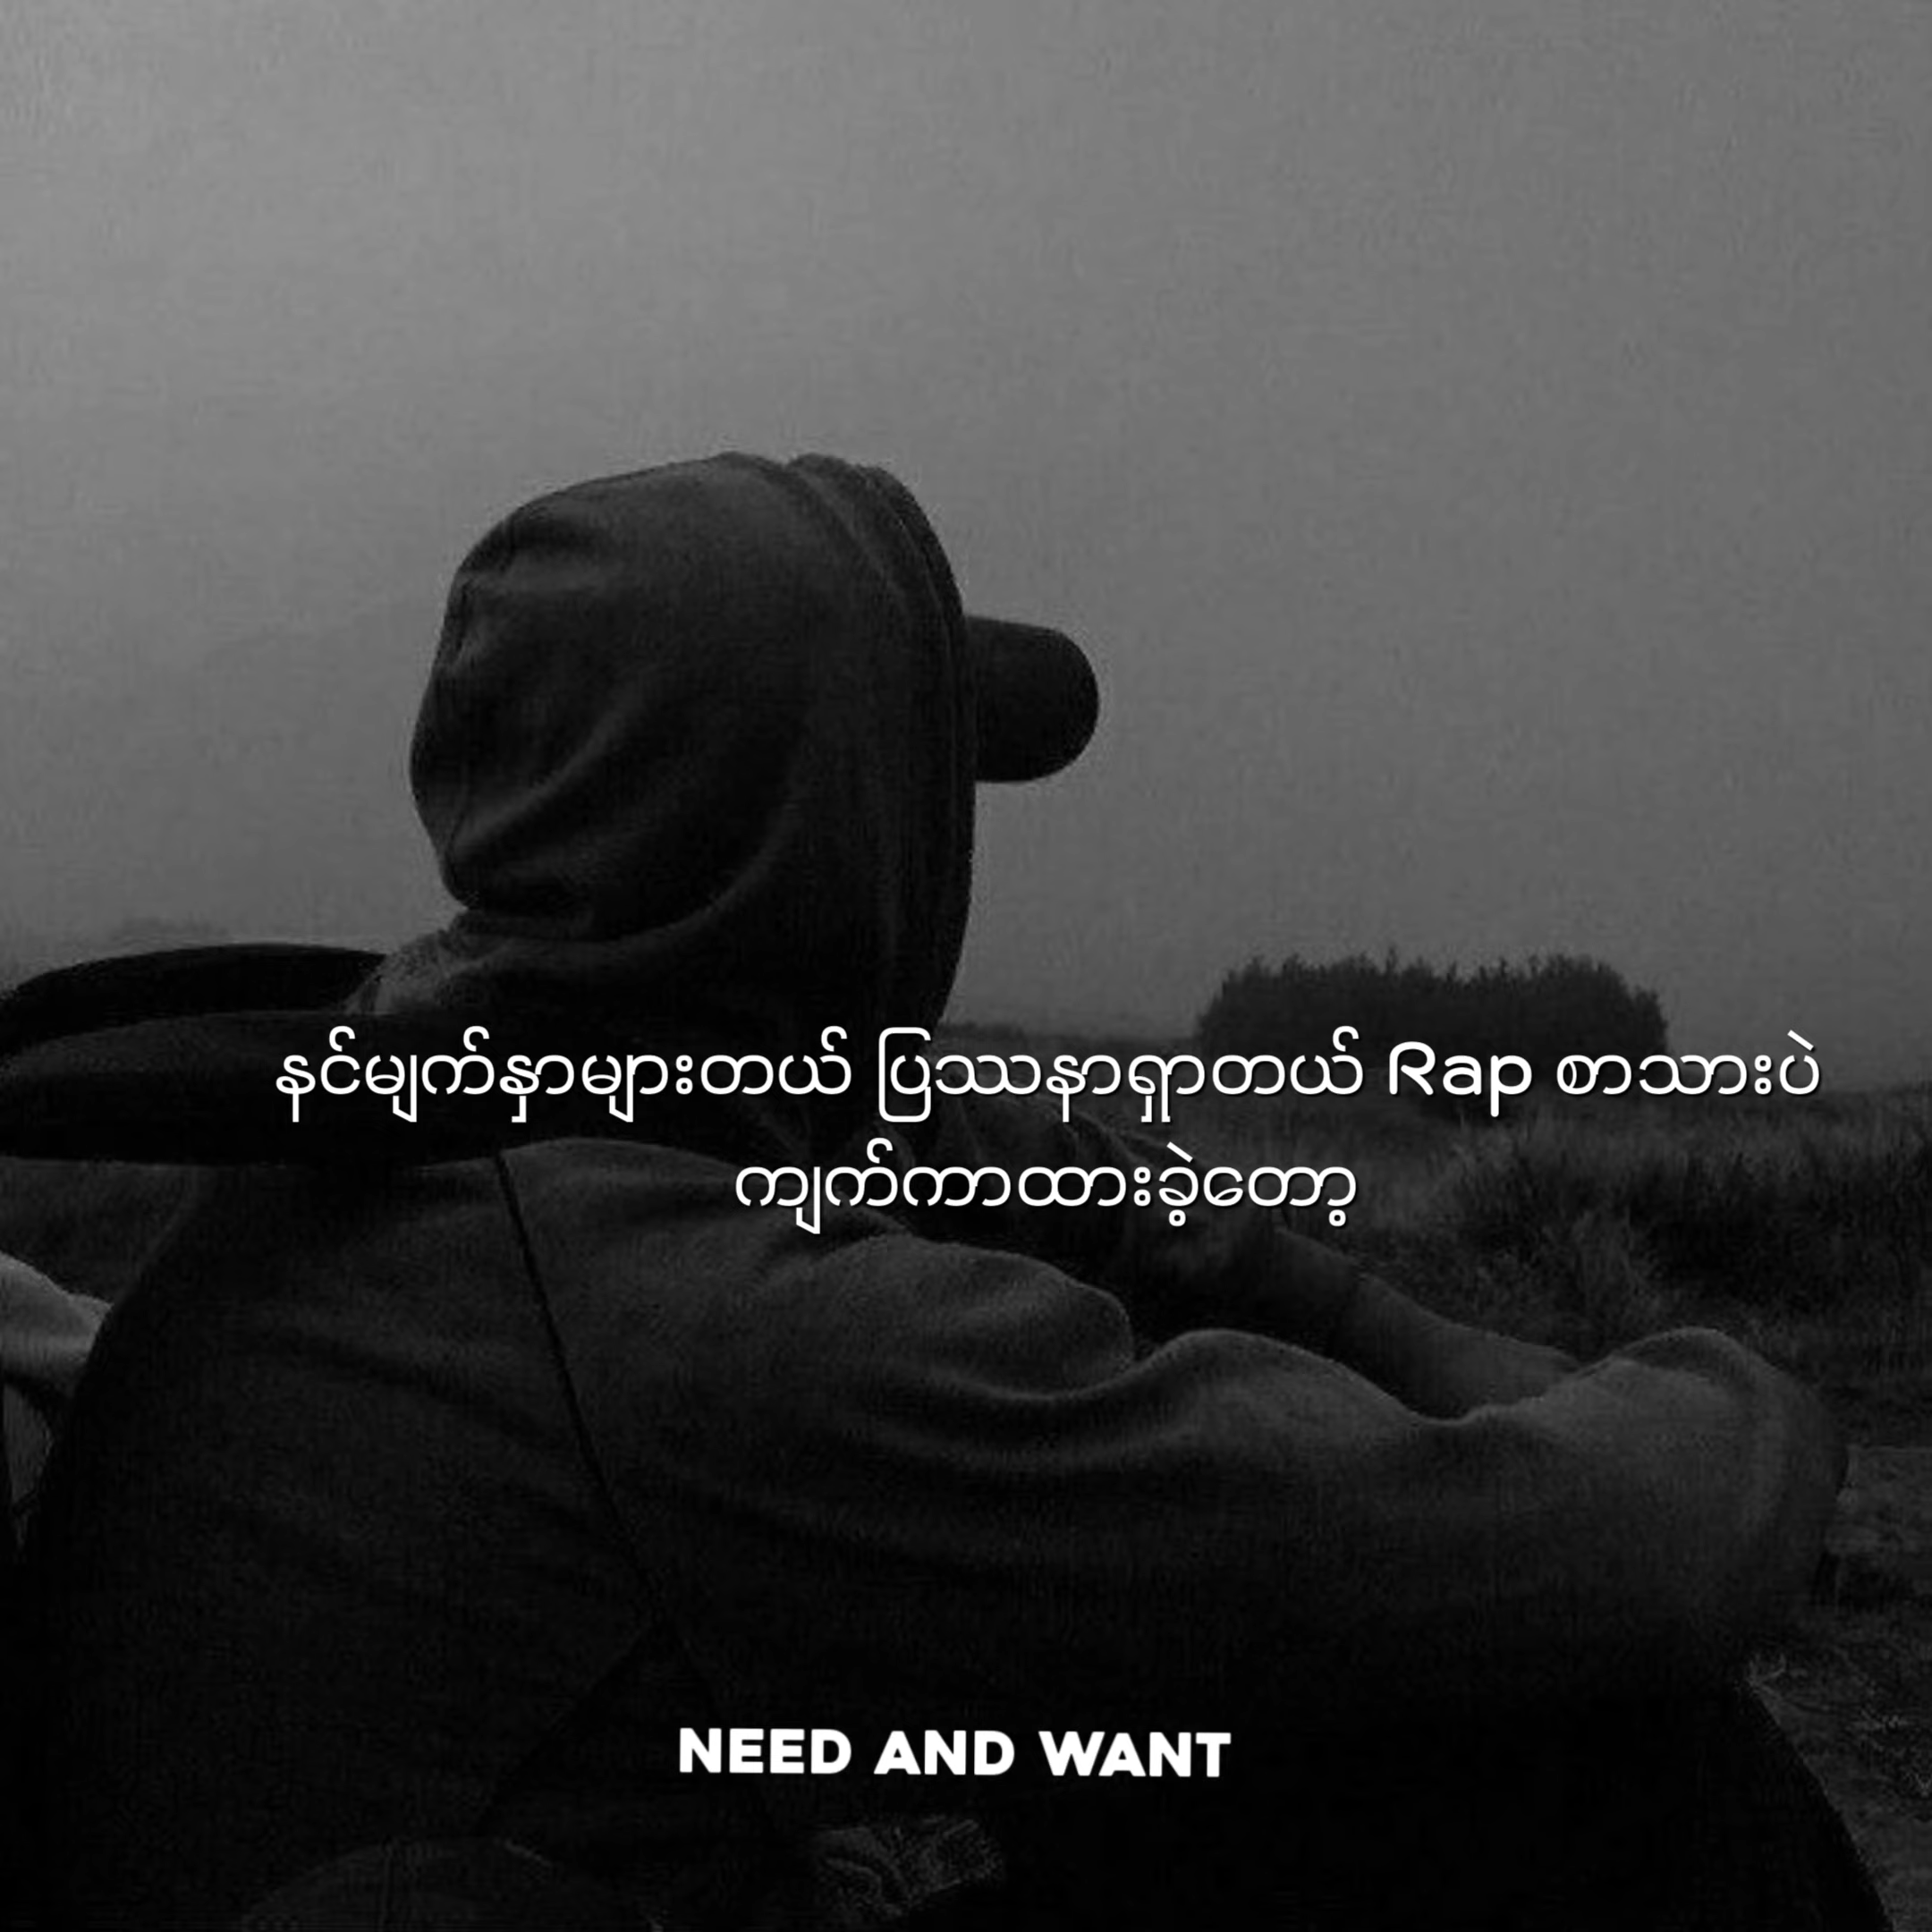 နင်မျက်နှာများတယ် ပြဿနာရှာတယ် Rap စာသားပဲ
ကျက်ကာထားခဲ့တော့
NEED AND WANT